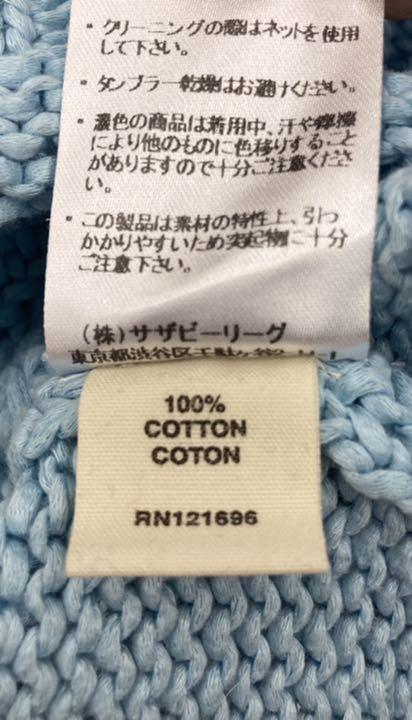 ・クリーニングの際はネットを使用
して下さい。
・タンブラー乾燥はお避けください。
・濃色の商品は着用中、汗や摩擦
により他のものに色移りすること
がありますので十分ご注意くださ
い。
・この製品は素材の特性上、引っ
かかりやすいため突起物に十分
ご注意下さい。
(株)サザビーリーグ
東京都渋谷区千駄ヶ谷
100%
COTTON
COTON
RN121696